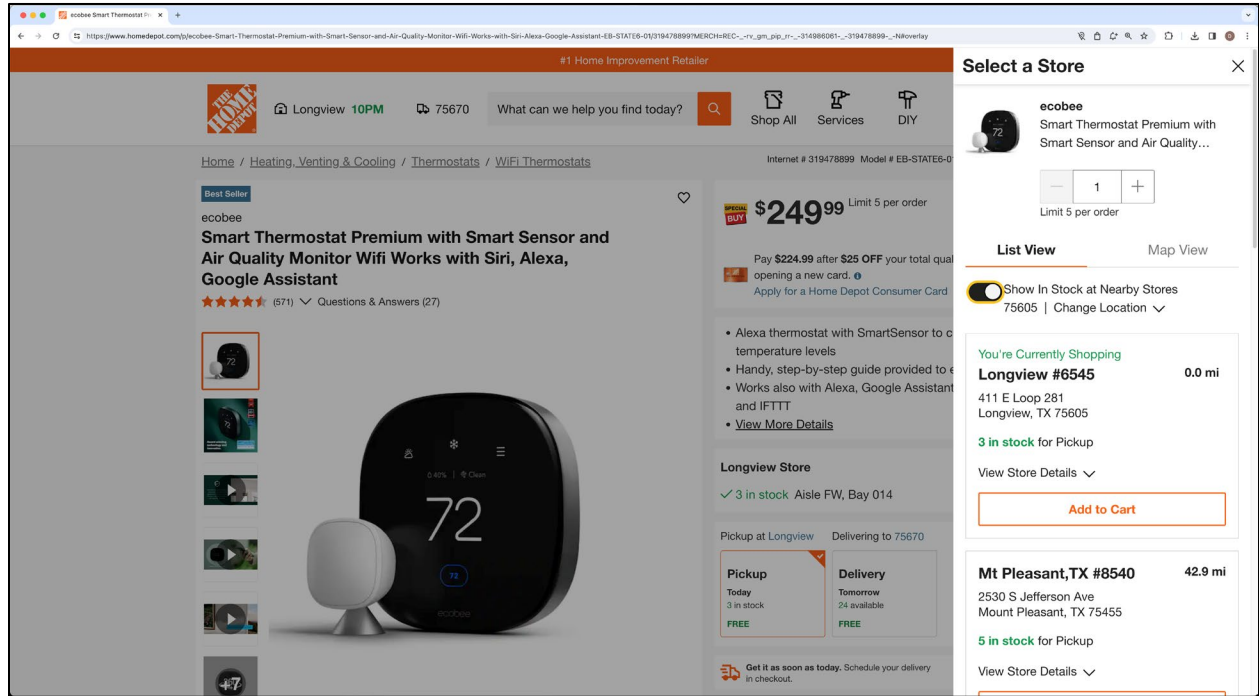 ecobee Smart Thermostat Pr
https://www.homedepot.com/p/ecobee-Smart-Thermostat-Premium-with-Smart-Sensor-and-Air-Quality-Monitor-Wifi-Works-with-Siri-Alexa-Google-Assistant-EB-STATE6-01/319478899?MERCH=REC-_-rv_gm_pip_rr-_-314986061-_-319478899-_-N#overlay
#1 Home Improvement Retailer
THE HOME DEPOT
Longview 10PM
75670
What can we help you find today?
Shop All
Services
DIY
Home / Heating, Venting & Cooling / Thermostats / WiFi Thermostats
Internet # 319478899 Model # EB-STATE6-0
Best Seller
ecobee
Smart Thermostat Premium with Smart Sensor and
Air Quality Monitor Wifi Works with Siri, Alexa,
Google Assistant
(571) Questions & Answers (27)
72
72
0 40% | Clean
72
72
ecobee
+7
SPECIAL BUY
$249 99 Limit 5 per order
Pay $224.99 after $25 OFF your total qual
opening a new card.
Apply for a Home Depot Consumer Card
• Alexa thermostat with SmartSensor to c
temperature levels
• Handy, step-by-step guide provided to e
• Works also with Alexa, Google Assistant
and IFTTT
• View More Details
Longview Store
3 in stock Aisle FW, Bay 014
Pickup at Longview Delivering to 75670
Pickup
Today
3 in stock
FREE
Delivery
Tomorrow
24 available
FREE
Get it as soon as today. Schedule your delivery
in checkout.
Select a Store
72
ecobee
Smart Thermostat Premium with
Smart Sensor and Air Quality…
1
Limit 5 per order
List View
Map View
Show In Stock at Nearby Stores
75605 | Change Location
You're Currently Shopping
Longview #6545 0.0 mi
411 E Loop 281
Longview, TX 75605
3 in stock for Pickup
View Store Details
Add to Cart
Mt Pleasant,TX #8540 42.9 mi
2530 S Jefferson Ave
Mount Pleasant, TX 75455
5 in stock for Pickup
View Store Details